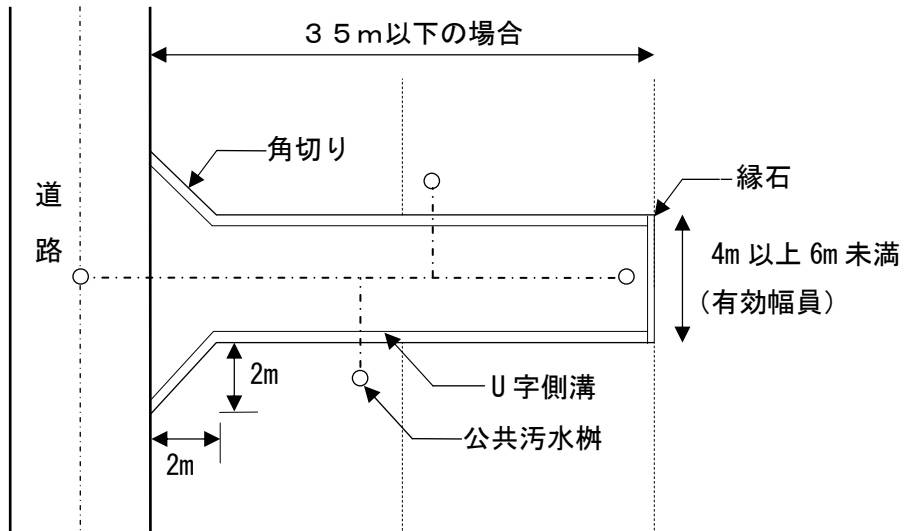 ３５ｍ以下の場合
角切り
道
路
縁石
4m 以上 6m 未満
(有効幅員)
2m
U 字側溝
公共汚水桝
2m